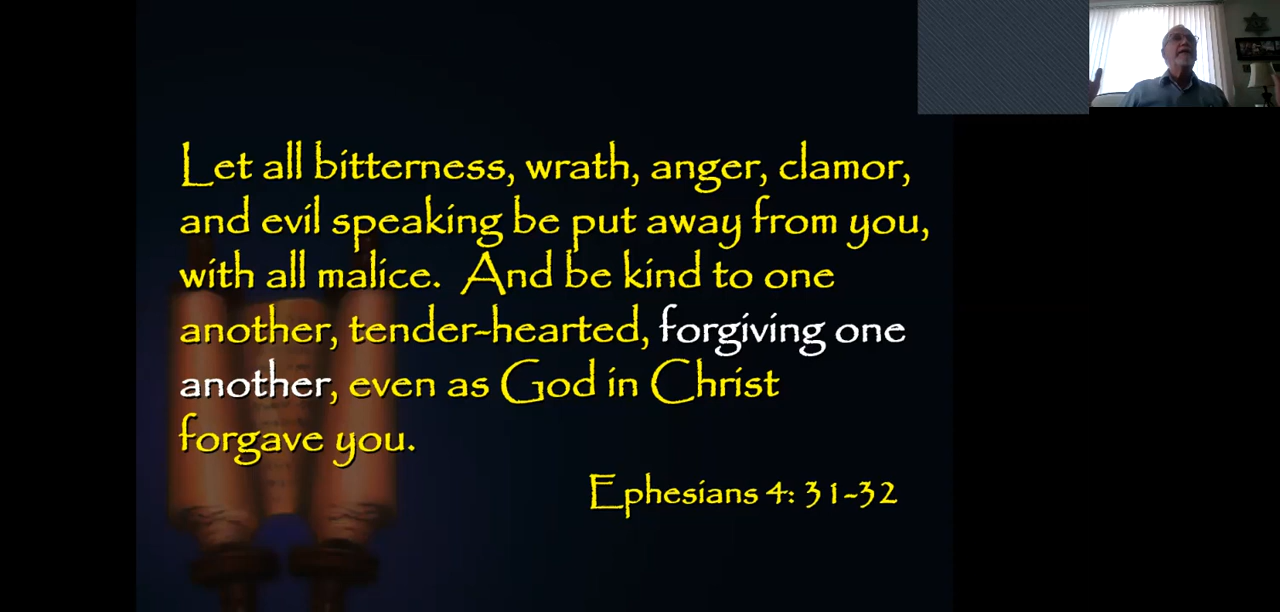 Let all bitterness, wrath, anger, clamor,
and evil speaking be put away from you,
with all malice.  And be kind to one
another, tender-hearted, forgiving one
another, even as God in Christ
forgave you.
Ephesians 4: 31-32